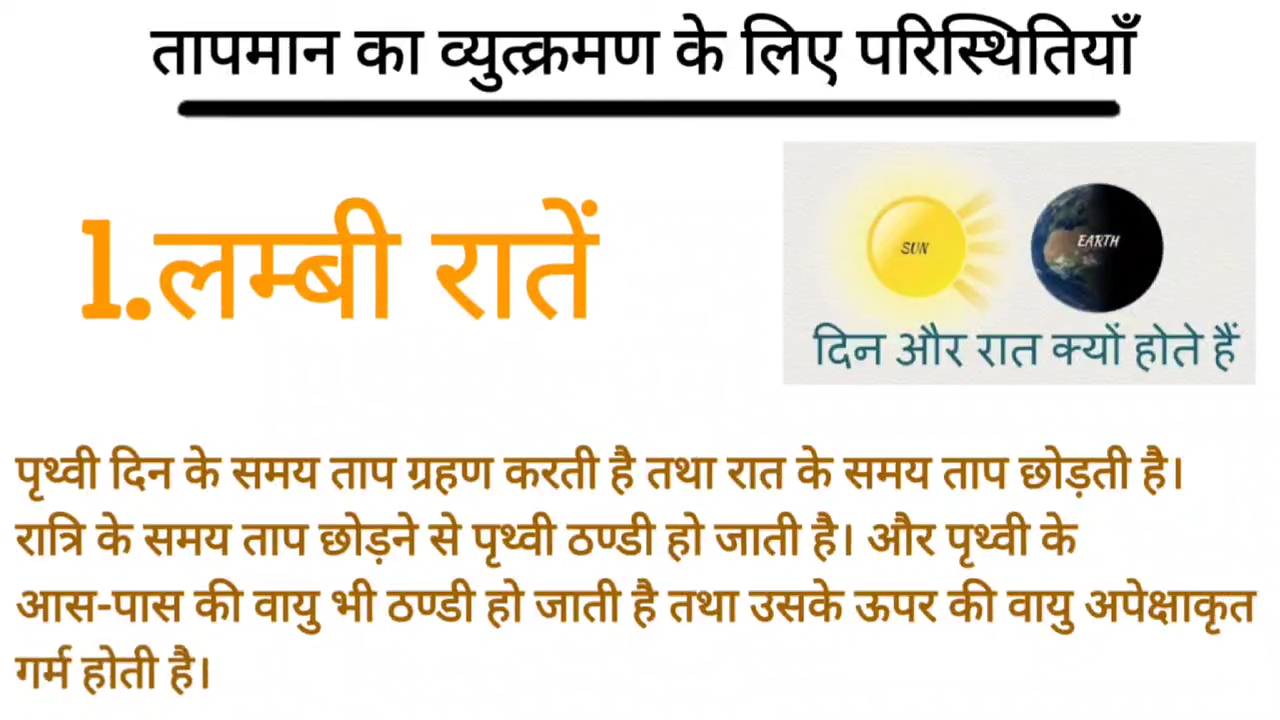 तापमान का व्युत्क्रमण के लिए परिस्थितियाँ
1.लम्बी रातें
SUN
EARTH
दिन और रात क्यों होते हैं
पृथ्वी दिन के समय ताप ग्रहण करती है तथा रात के समय ताप छोड़ती है।
रात्रि के समय ताप छोड़ने से पृथ्वी ठण्डी हो जाती है। और पृथ्वी के
आस-पास की वायु भी ठण्डी हो जाती है तथा उसके ऊपर की वायु अपेक्षाकृत
गर्म होती है।